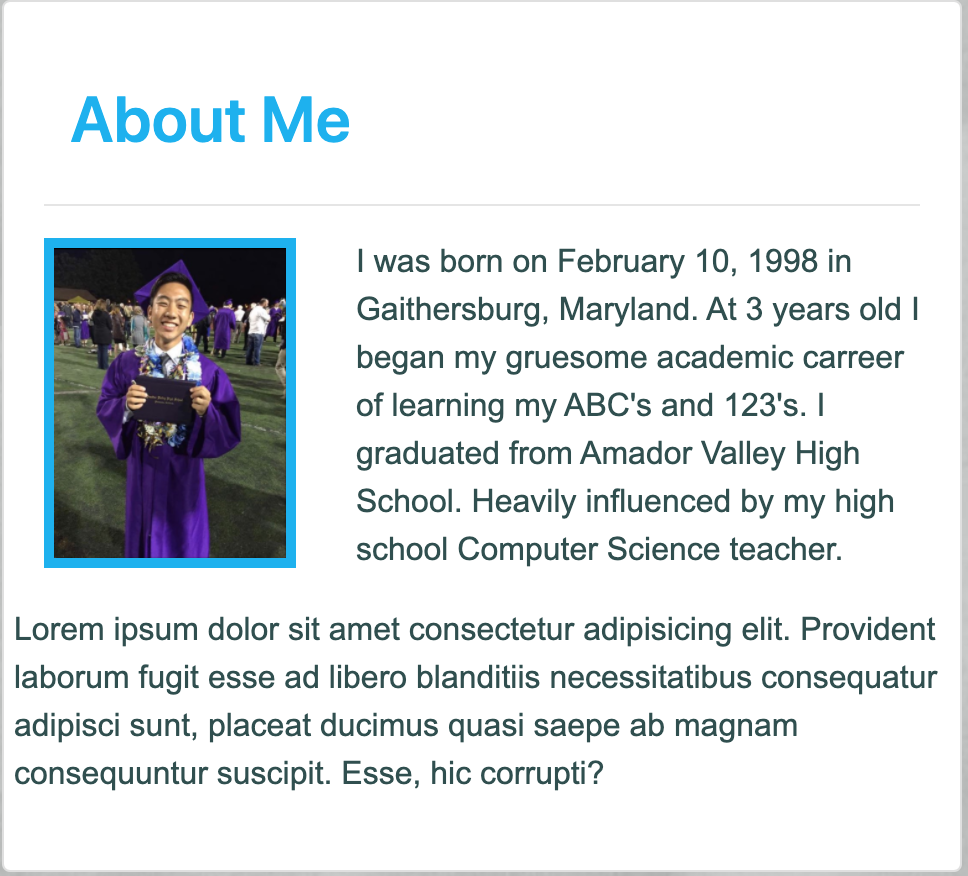 About Me
I was born on February 10, 1998 in
Gaithersburg, Maryland. At 3 years old I
began my gruesome academic carreer
of learning my ABC's and 123's. I
graduated from Amador Valley High
School. Heavily influenced by my high
school Computer Science teacher.
Lorem ipsum dolor sit amet consectetur adipisicing elit. Provident
laborum fugit esse ad libero blanditiis necessitatibus consequatur
adipisci sunt, placeat ducimus quasi saepe ab magnam
consequuntur suscipit. Esse, hic corrupti?